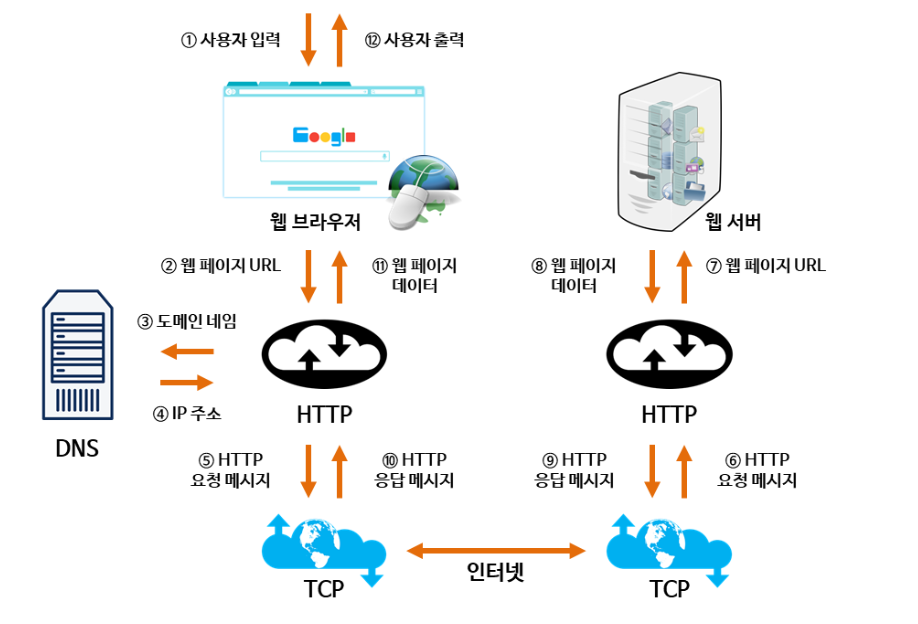 ① 사용자 입력
⑫ 사용자 출력
Google
웹 브라우저
웹 서버
② 웹 페이지 URL
⑪ 웹 페이지
데이터
⑧ 웹 페이지
데이터
⑦ 웹 페이지 URL
③ 도메인 네임
④ IP 주소
DNS
HTTP
HTTP
⑤ HTTP
요청 메시지
⑩ HTTP
응답 메시지
⑨ HTTP
응답 메시지
⑥ HTTP
요청 메시지
인터넷
TCP
TCP